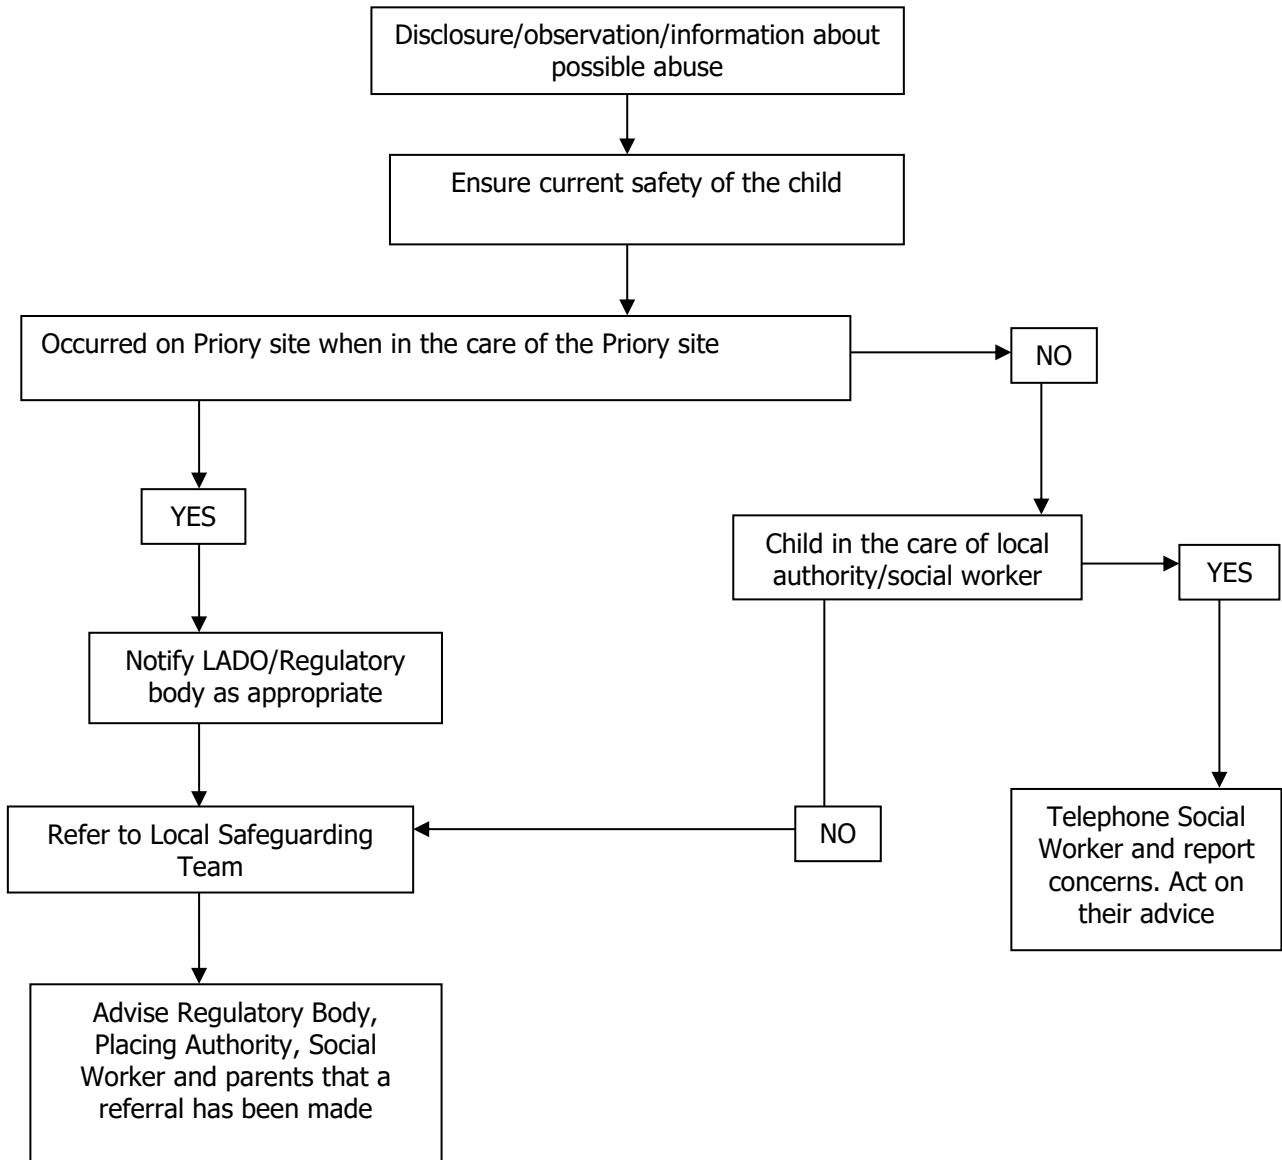 Disclosure/observation/information about
possible abuse
Ensure current safety of the child
Occurred on Priory site when in the care of the Priory site
NO
YES
Child in the care of local
authority/social worker
YES
Notify LADO/Regulatory
body as appropriate
Refer to Local Safeguarding
Team
NO
Telephone Social
Worker and report
concerns. Act on
their advice
Advise Regulatory Body,
Placing Authority, Social
Worker and parents that a
referral has been made